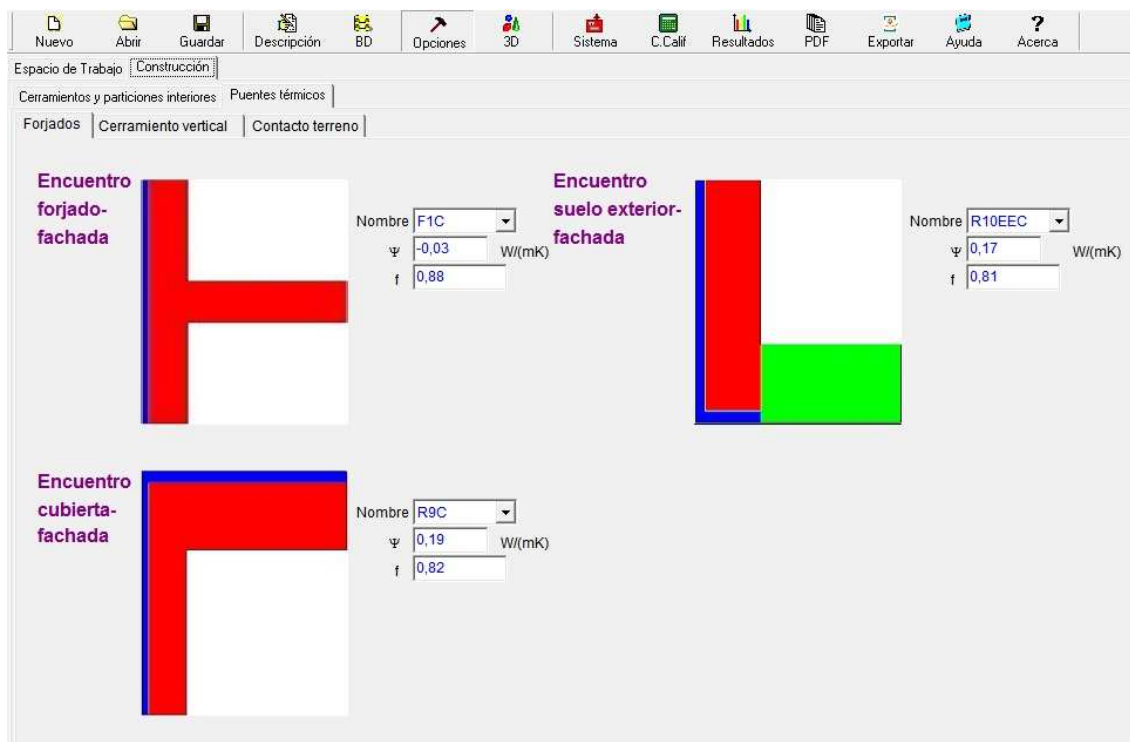 Nuevo Abrir Guardar Descripción BD Opciones 3D Sistema C.Calif Resultados PDF Exportar Ayuda Acerca
Espacio de Trabajo Construcción
Cerramientos y particiones interiores Puentes térmicos
Forjados Cerramiento vertical Contacto terreno
Encuentro
forjado-
fachada
Nombre F1C
Ψ -0,03 W/(mK)
f 0,88
Encuentro
suelo exterior-
fachada
Nombre R10EEC
Ψ 0,17 W/(mK)
f 0,81
Encuentro
cubierta-
fachada
Nombre R9C
Ψ 0,19 W/(mK)
f 0,82